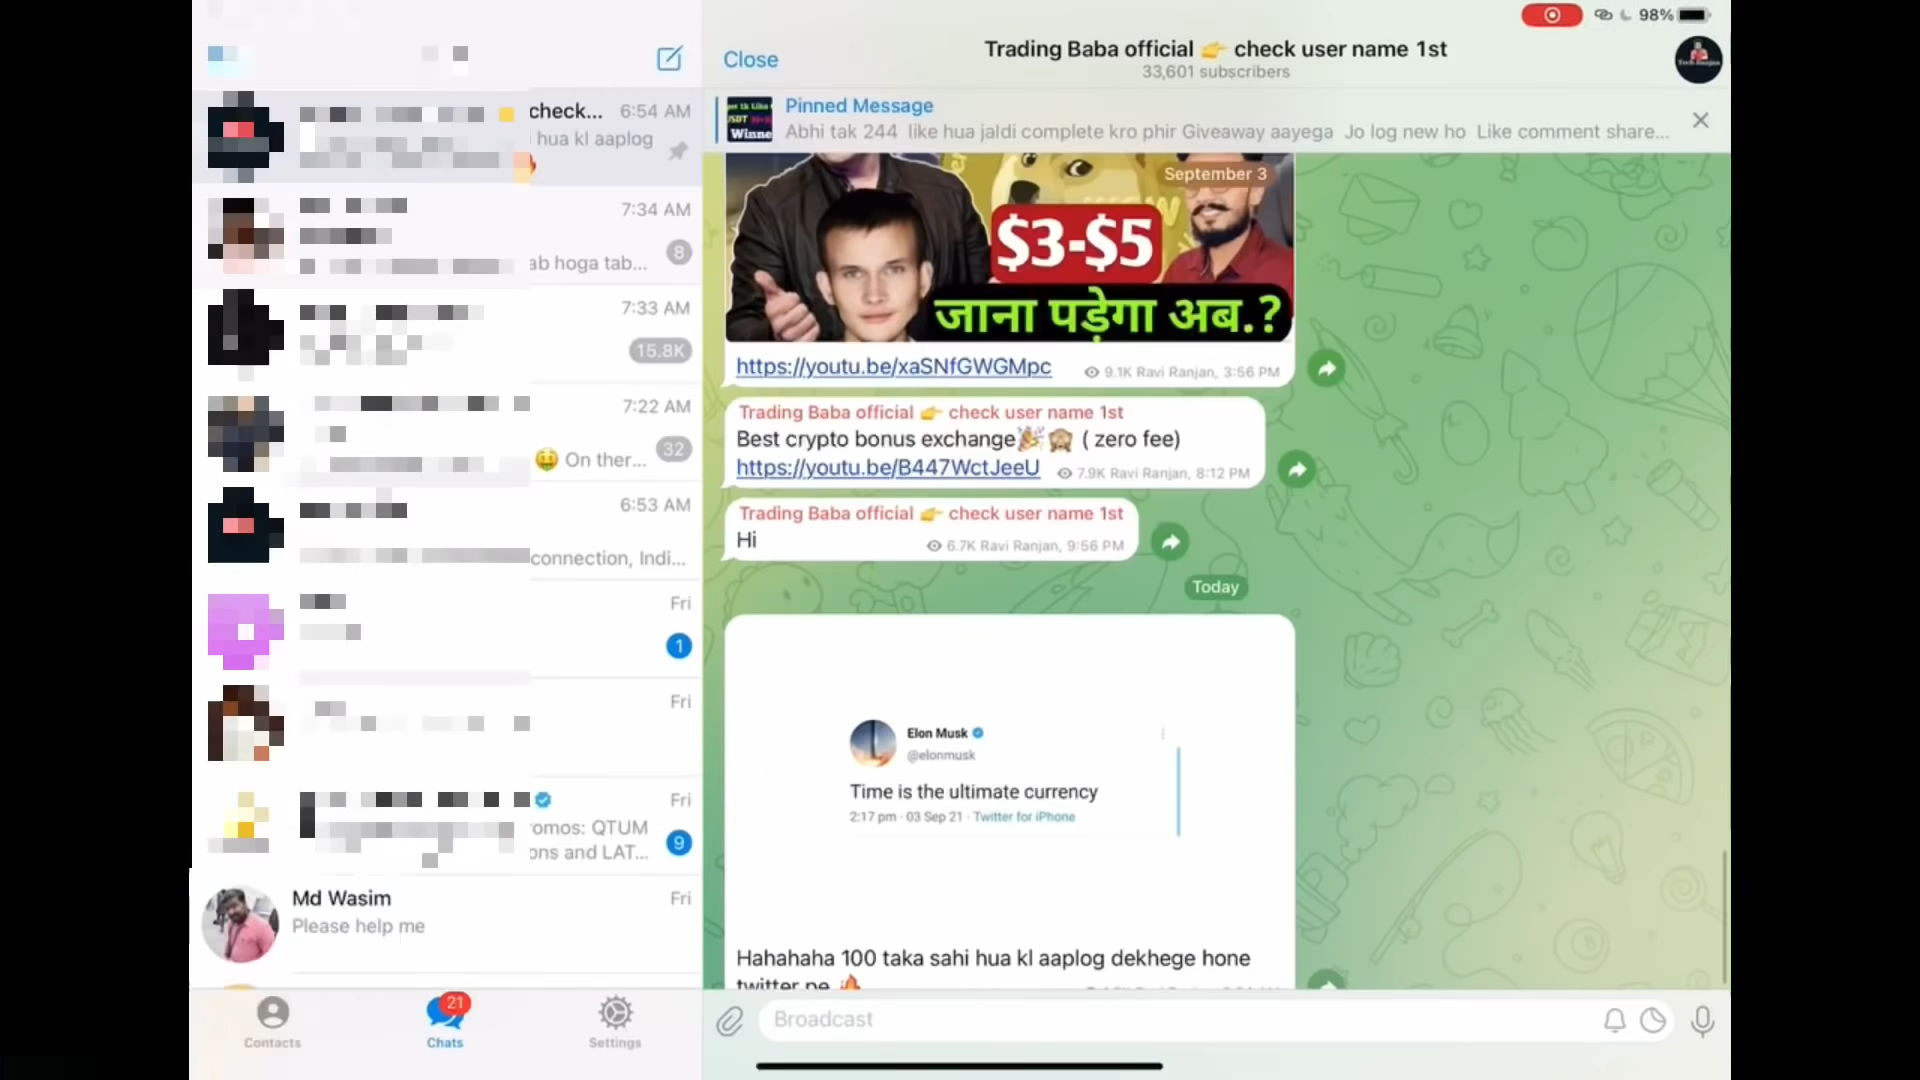 98%
Close
Trading Baba official 👉 check user name 1st
33,601 subscribers
Pinned Message
Abhi tak 244 like hua jaldi complete kro phir Giveaway aayega Jo log new ho Like comment share...
Winne
check... 6:54 AM
hua kl aaplog
7:34 AM
8
ab hoga tab...
7:33 AM
15.8K
7:22 AM
32
🤑 On ther...
6:53 AM
connection, Indi...
Fri
1
Fri
Fri
omos: QTUM
ons and LAT...
9
Md Wasim Fri
Please help me
Contacts
21
Chats
Settings
September 3
$3-$5
जाना पड़ेगा अब.?
https://youtu.be/xaSNfGWGMpc
9.1K Ravi Ranjan, 3:56 PM
Trading Baba official 👉 check user name 1st
Best crypto bonus exchange🎉🙈 ( zero fee)
https://youtu.be/B447WctJeeU 7.9K Ravi Ranjan, 8:12 PM
Trading Baba official 👉 check user name 1st
Hi
6.7K Ravi Ranjan, 9:56 PM
Today
Elon Musk
@elonmusk
Time is the ultimate currency
2:17 pm · 03 Sep 21 · Twitter for iPhone
Hahahaha 100 taka sahi hua kl aaplog dekhege hone
twitter pe 🔥
Broadcast